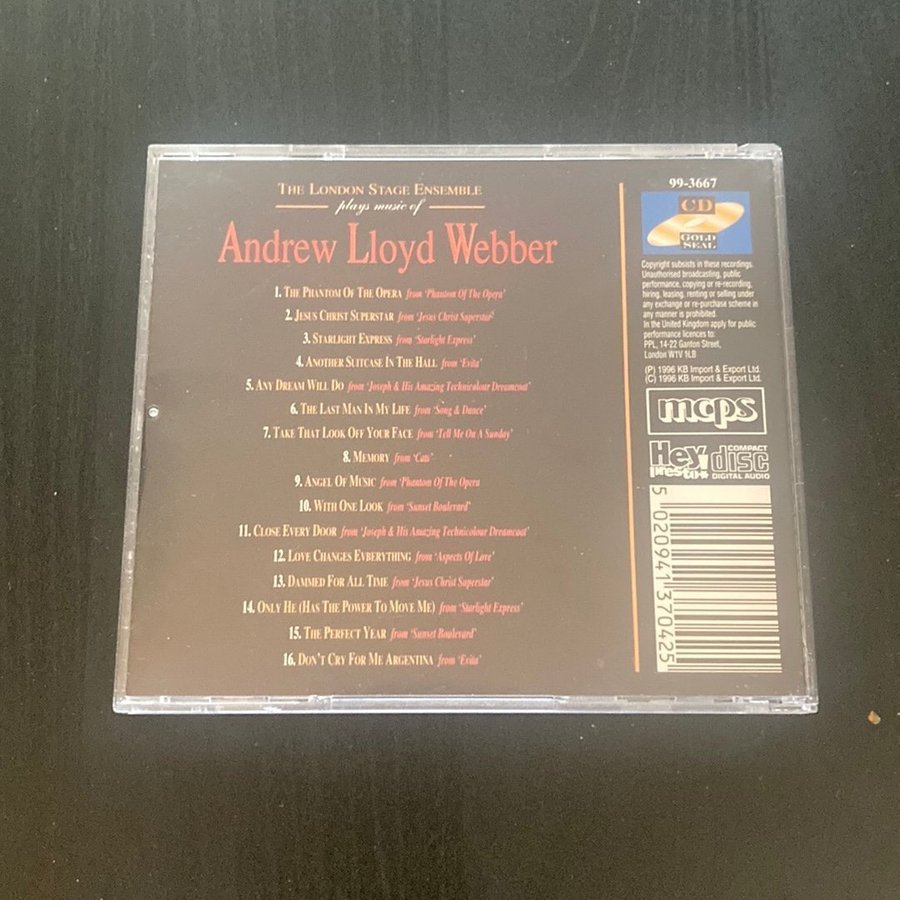 THE LONDON STAGE ENSEMBLE
plays music of
Andrew Lloyd Webber
1. THE PHANTOM OF THE OPERA from 'Phantom Of The Opera'
2. JESUS CHRIST SUPERSTAR from 'Jesus Christ Superstar'
3. STARLIGHT EXPRESS from 'Starlight Express'
4. ANOTHER SUITCASE IN THE HALL from 'Evita'
5. ANY DREAM WILL DO from 'Joseph & His Amazing Technicolour Dreamcoat'
6. THE LAST MAN IN MY LIFE from 'Song & Dance'
7. TAKE THAT LOOK OFF YOUR FACE from 'Tell Me On A Sunday'
8. MEMORY from 'Cats'
9. ANGEL OF MUSIC from 'Phantom Of The Opera
10. WITH ONE LOOK from 'Sunset Boulevard'
11. CLOSE EVERY DOOR from 'Joseph & His Amazing Technicolour Dreamcoat'
12. LOVE CHANGES EVBERYTHING from 'Aspects Of Love'
13. DAMMED FOR ALL TIME from 'Jesus Christ Superstar'
14. ONLY HE (HAS THE POWER TO MOVE ME) from 'Starlight Express'
15. THE PERFECT YEAR from 'Sunset Boulevard'
16. DON'T CRY FOR ME ARGENTINA from 'Evita'
99-3667
CD
GOLD
SEAL
Copyright subsists in these recordings.
Unauthorised broadcasting, public
performance, copying or re-recording,
hiring, leasing, renting or selling under
any exchange or re-purchase scheme in
any manner is prohibited.
In the United Kingdom apply for public
performance licences to:
PPL, 14-22 Ganton Street,
London W1V 1LB
(P) 1996 KB Import & Export Ltd.
(C) 1996 KB Import & Export Ltd.
mcps
Hey
presto!
COMPACT
disc
DIGITAL AUDIO
5 020941 370425